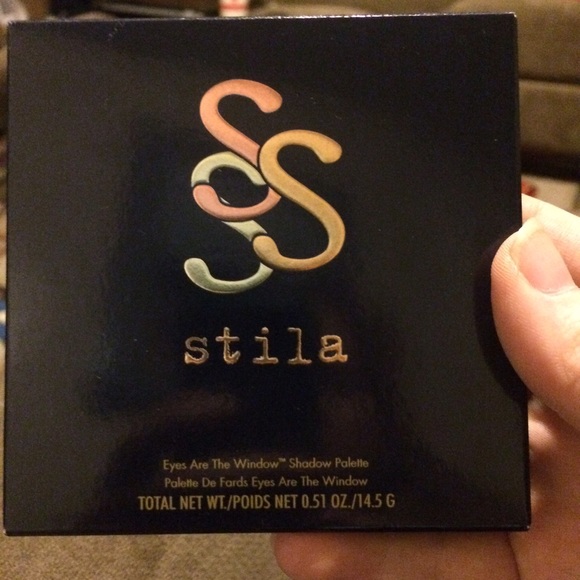 stila
Eyes Are The Window™ Shadow Palette
Palette De Fards Eyes Are The Window
TOTAL NET WT./POIDS NET 0.51 OZ./14.5 G